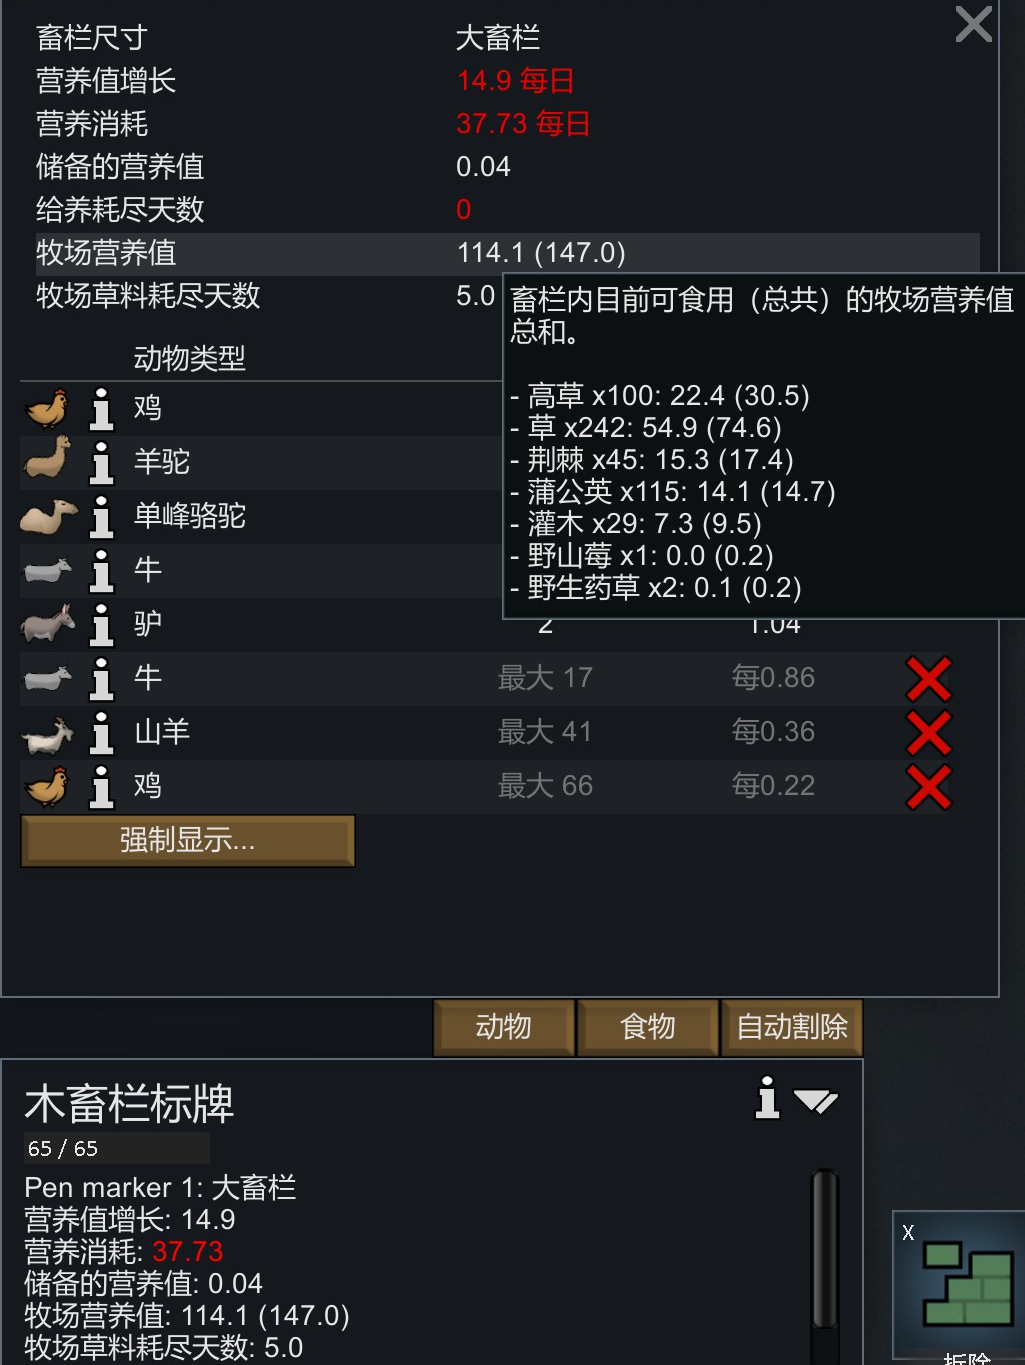 畜栏尺寸 大畜栏
营养值增长 14.9 每日
营养消耗 37.73 每日
储备的营养值 0.04
给养耗尽天数 0
牧场营养值 114.1 (147.0)
牧场草料耗尽天数 5.0
畜栏内目前可食用（总共）的牧场营养值
总和。
- 高草 x100: 22.4 (30.5)
- 草 x242: 54.9 (74.6)
- 荆棘 x45: 15.3 (17.4)
- 蒲公英 x115: 14.1 (14.7)
- 灌木 x29: 7.3 (9.5)
- 野山莓 x1: 0.0 (0.2)
- 野生药草 x2: 0.1 (0.2)
动物类型
鸡
羊驼
单峰骆驼
牛
驴 2 1.04
牛 最大 17 每0.86
山羊 最大 41 每0.36
鸡 最大 66 每0.22
强制显示...
动物 食物 自动割除
木畜栏标牌
65 / 65
Pen marker 1: 大畜栏
营养值增长: 14.9
营养消耗: 37.73
储备的营养值: 0.04
牧场营养值: 114.1 (147.0)
牧场草料耗尽天数: 5.0
X
拆除